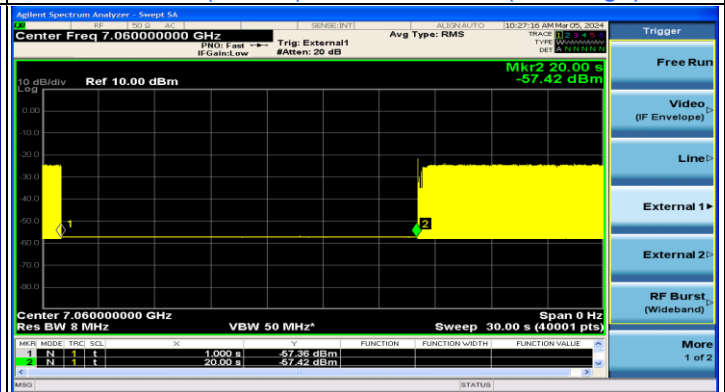 Agilent Spectrum Analyzer - Swept SA
RF 50 Ω AC SENSE:INT ALIGN AUTO 10:27:16 AM Mar 05, 2024
Center Freq 7.060000000 GHz
PNO: Fast
IFGain:Low
Trig: External1
#Atten: 20 dB
Avg Type: RMS
TRACE 1 2 3 4 5 6
TYPE
DET A N N N N N
Mkr2 20.00 s
-57.42 dBm
10 dB/div Ref 10.00 dBm
Log
0.00
-10.0
-20.0
-30.0
-40.0
-50.0
-60.0
-70.0
-80.0
1
2
Center 7.060000000 GHz Span 0 Hz
Res BW 8 MHz VBW 50 MHz* Sweep 30.00 s (40001 pts)
MKR MODE TRC SCL X Y FUNCTION FUNCTION WIDTH FUNCTION VALUE
1 N 1 t 1.000 s -57.36 dBm
2 N 1 t 20.00 s -57.42 dBm
MSG STATUS
Trigger
Free Run
Video
(IF Envelope)
Line
External 1
External 2
RF Burst
(Wideband)
More
1 of 2